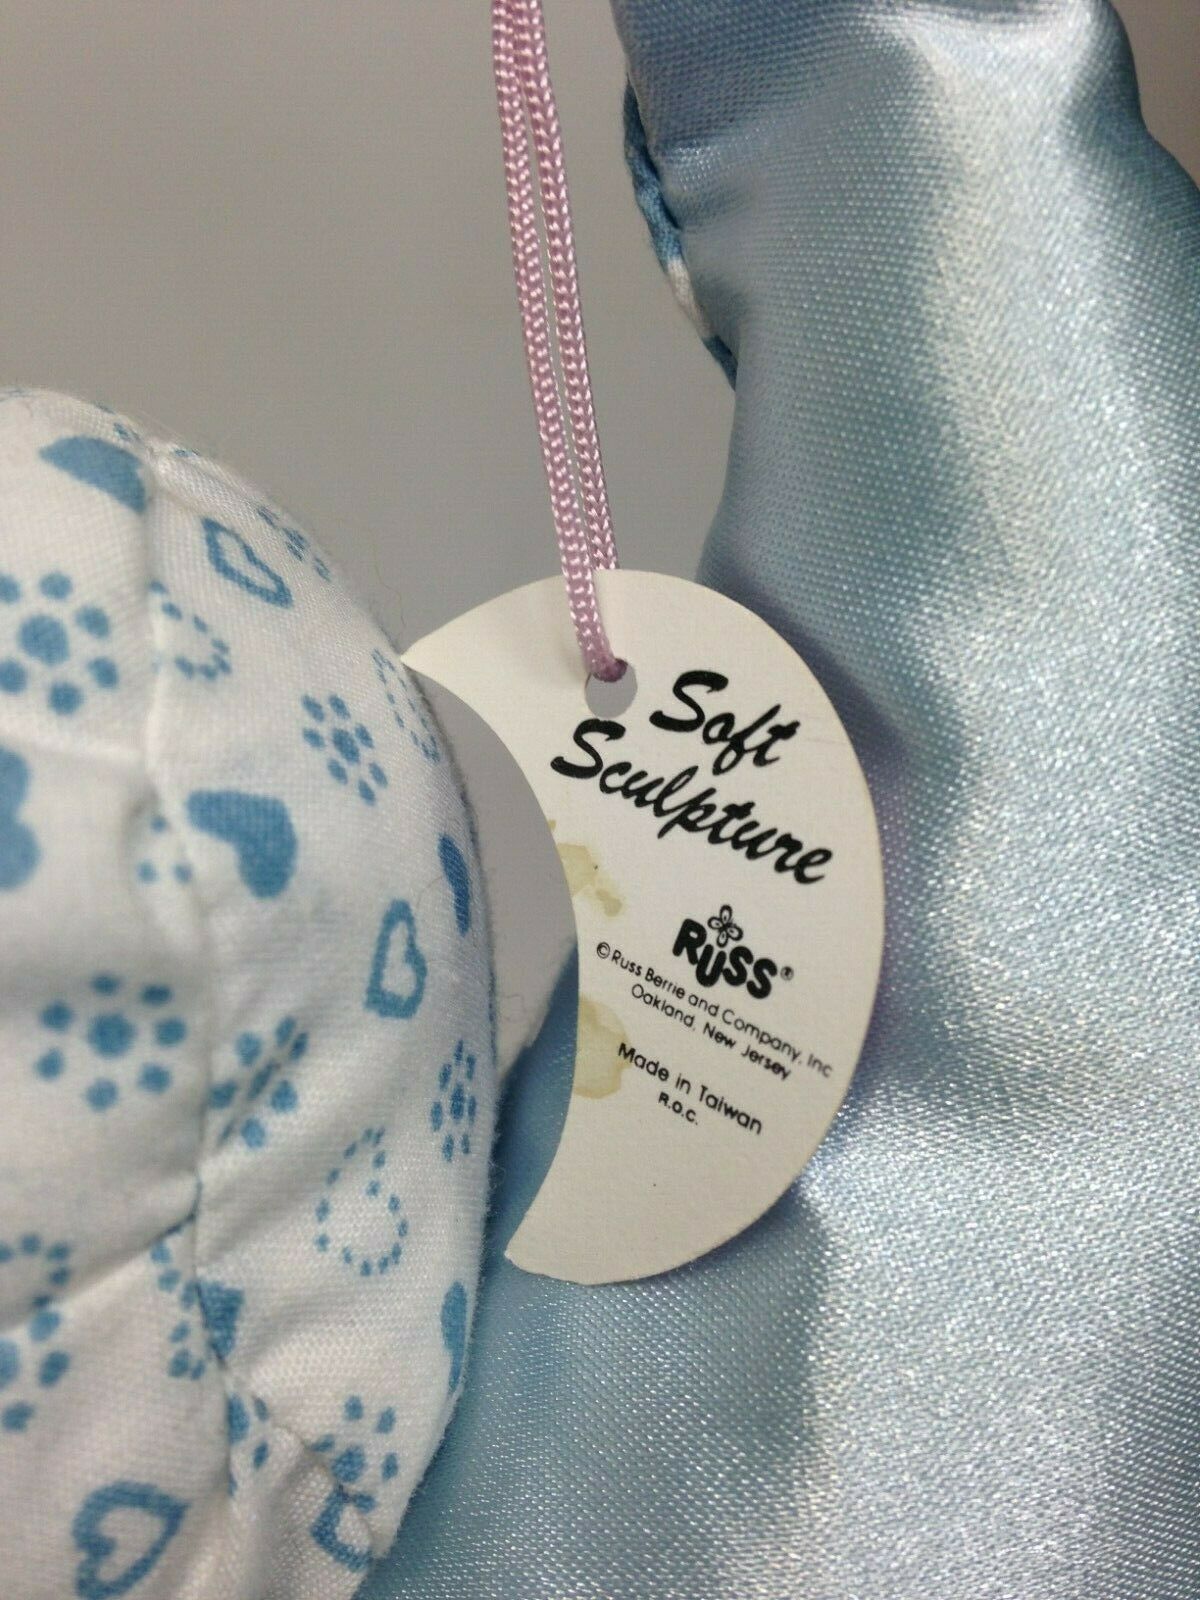 Soft
Sculpture
RUSS®
© Russ Berrie and Company, Inc
Oakland, New Jersey
Made in Taiwan
R.O.C.